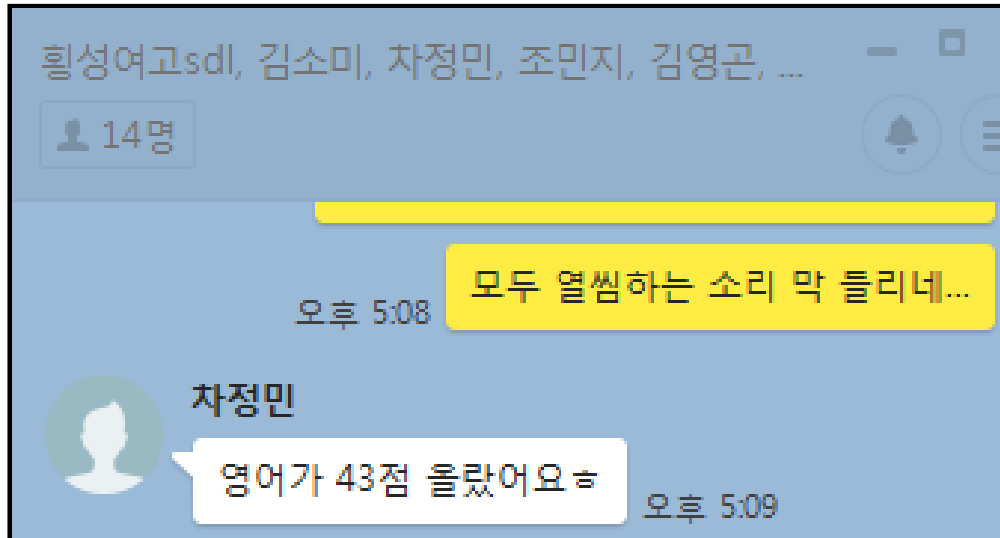 횡성여고sdl, 김소미, 차정민, 조민지, 김영곤, ...
14명
모두 열씸하는 소리 막 들리네...
오후 5:08
차정민
영어가 43점 올랐어요ㅎ
오후 5:09